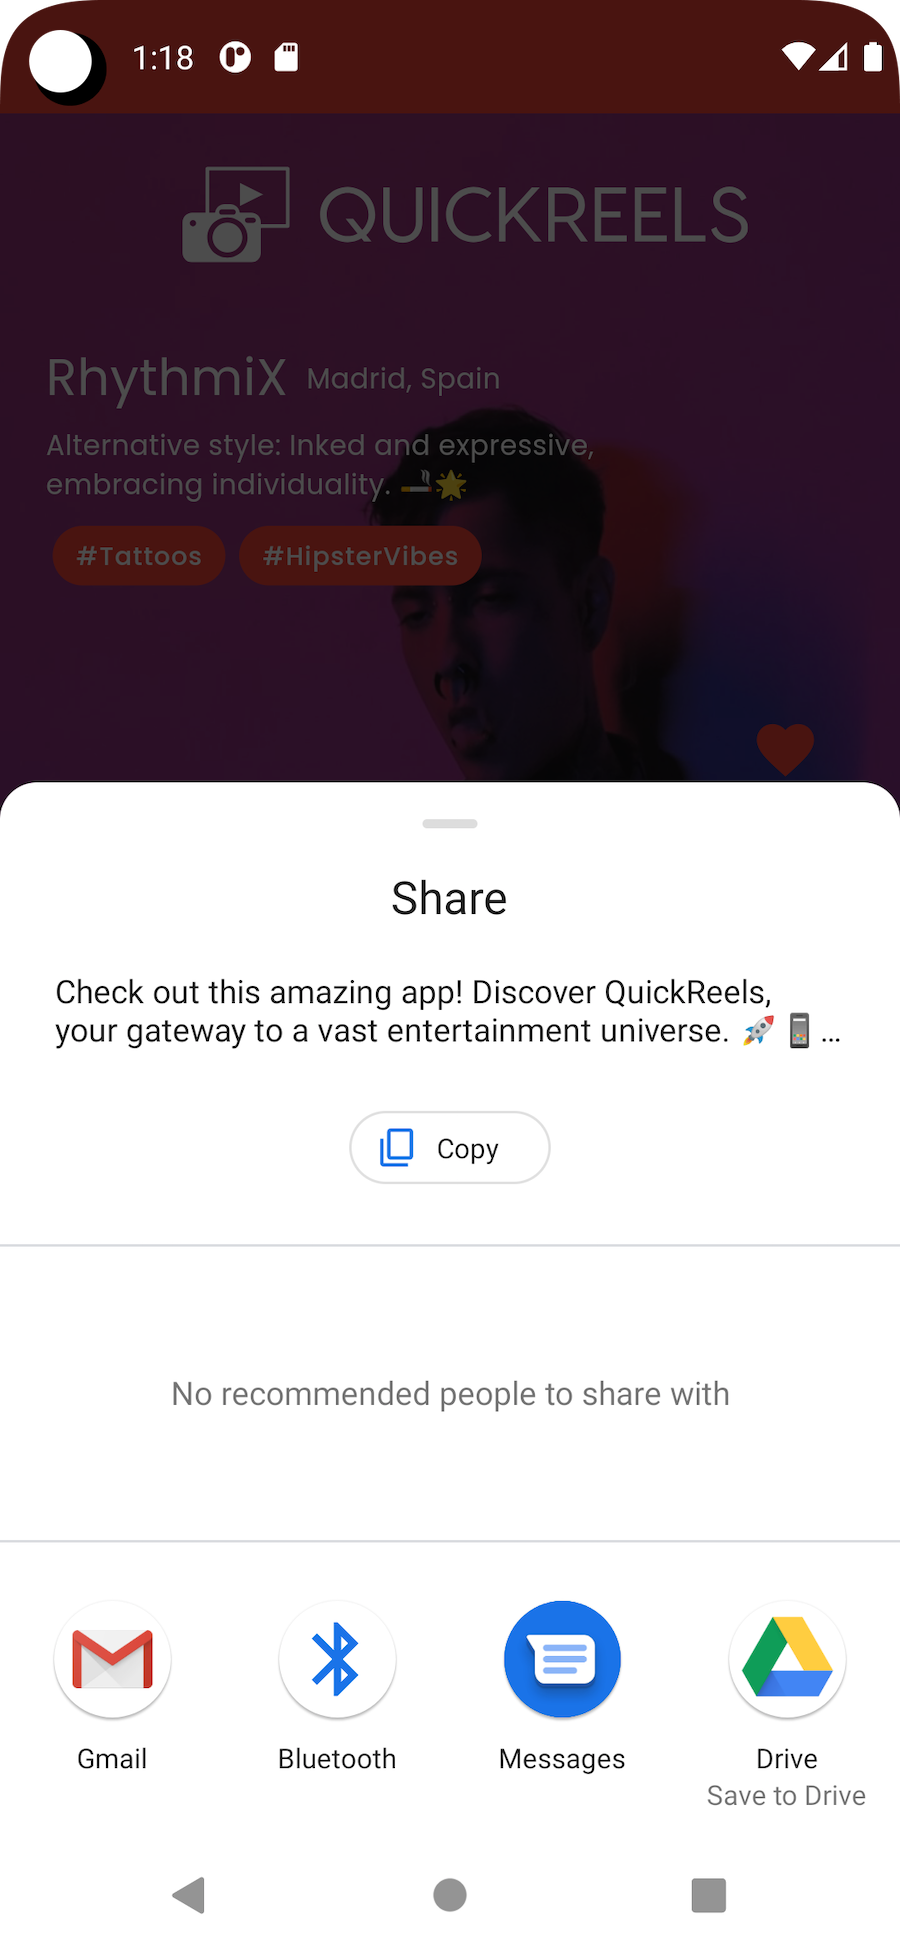 1:18
QUICKREELS
RhythmiX Madrid, Spain
Alternative style: Inked and expressive,
embracing individuality. 🚬🌟
#Tattoos #HipsterVibes
Share
Check out this amazing app! Discover QuickReels,
your gateway to a vast entertainment universe. 🚀📱...
Copy
No recommended people to share with
Gmail Bluetooth Messages Drive
Save to Drive